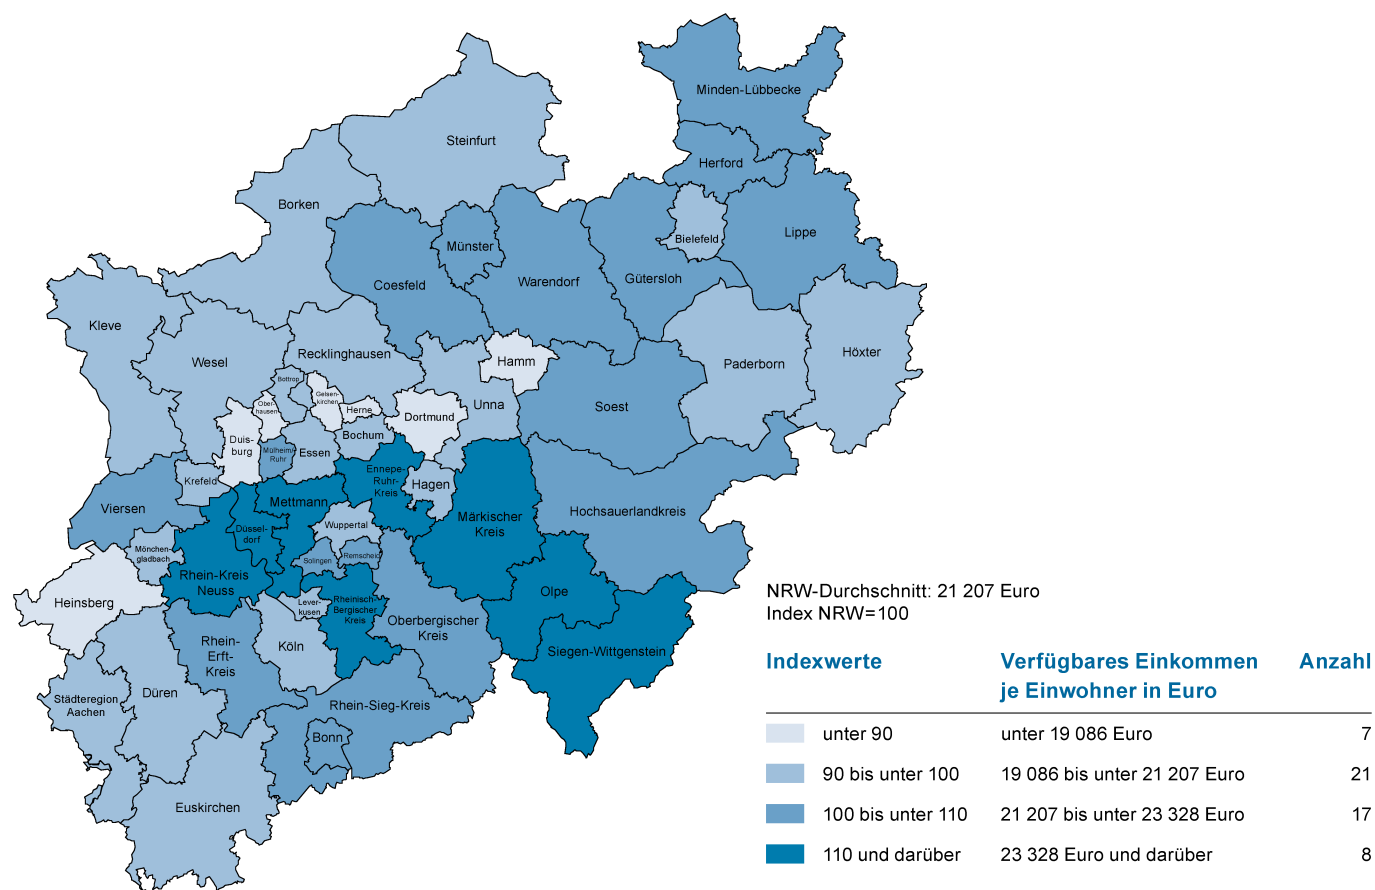 Minden-Lübbecke
Steinfurt
Herford
Borken
Lippe
Bielefeld
Münster
Warendorf
Gütersloh
Coesfeld
Kleve
Wesel
Recklinghausen
Hamm
Paderborn
Höxter
Bottrop
Gelsen-
kirchen
Ober-
hausen
Herne
Dortmund
Unna
Soest
Duis-
burg
Bochum
Mülheim/
Ruhr
Essen
Ennepe-
Ruhr-
Kreis
Hagen
Krefeld
Viersen
Mettmann
Märkischer
Kreis
Hochsauerlandkreis
Düssel-
dorf
Wuppertal
Mönchen-
gladbach
Solingen
Remscheid
Rhein-Kreis
Neuss
Heinsberg
Lever-
kusen
Rheinisch-
Bergischer
Kreis
Olpe
Oberbergischer
Kreis
Rhein-
Erft-
Kreis
Köln
Siegen-Wittgenstein
Städteregion
Aachen
Düren
Rhein-Sieg-Kreis
Bonn
Euskirchen
NRW-Durchschnitt: 21 207 Euro
Index NRW=100
Indexwerte Verfügbares Einkommen Anzahl
je Einwohner in Euro
unter 90 unter 19 086 Euro 7
90 bis unter 100 19 086 bis unter 21 207 Euro 21
100 bis unter 110 21 207 bis unter 23 328 Euro 17
110 und darüber 23 328 Euro und darüber 8